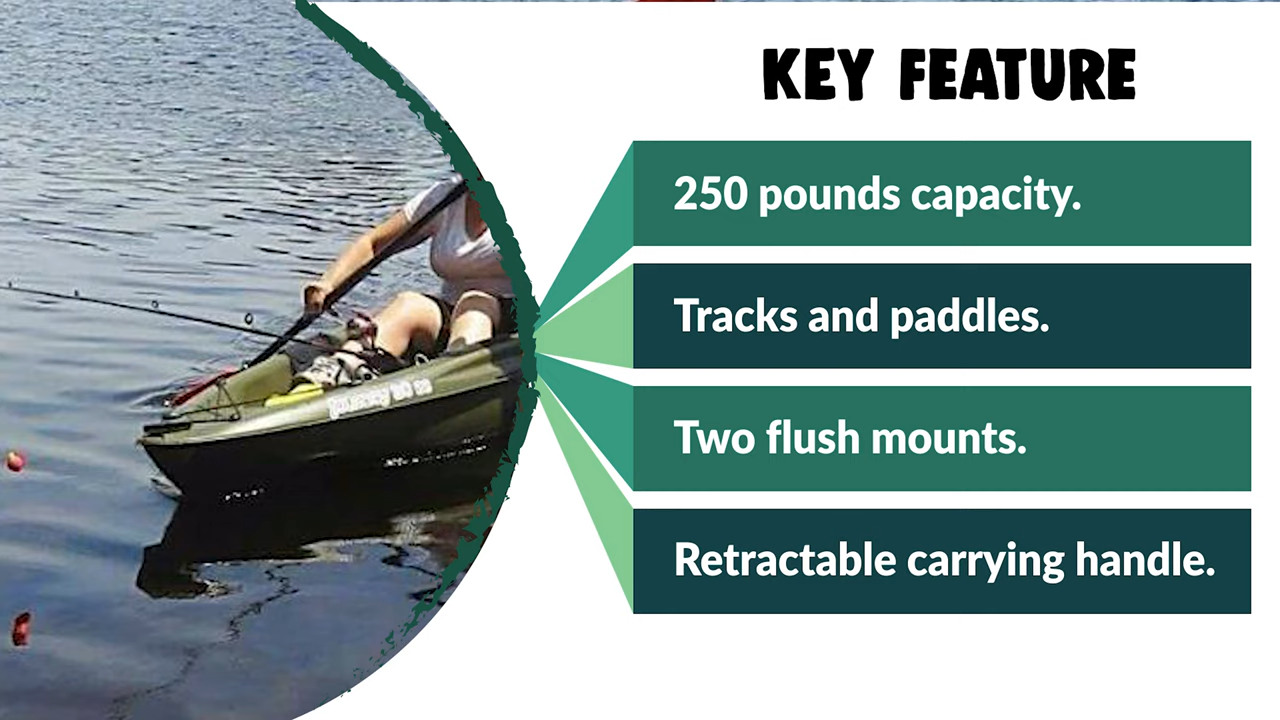 KEY FEATURE
250 pounds capacity.
Tracks and paddles.
Two flush mounts.
Retractable carrying handle.